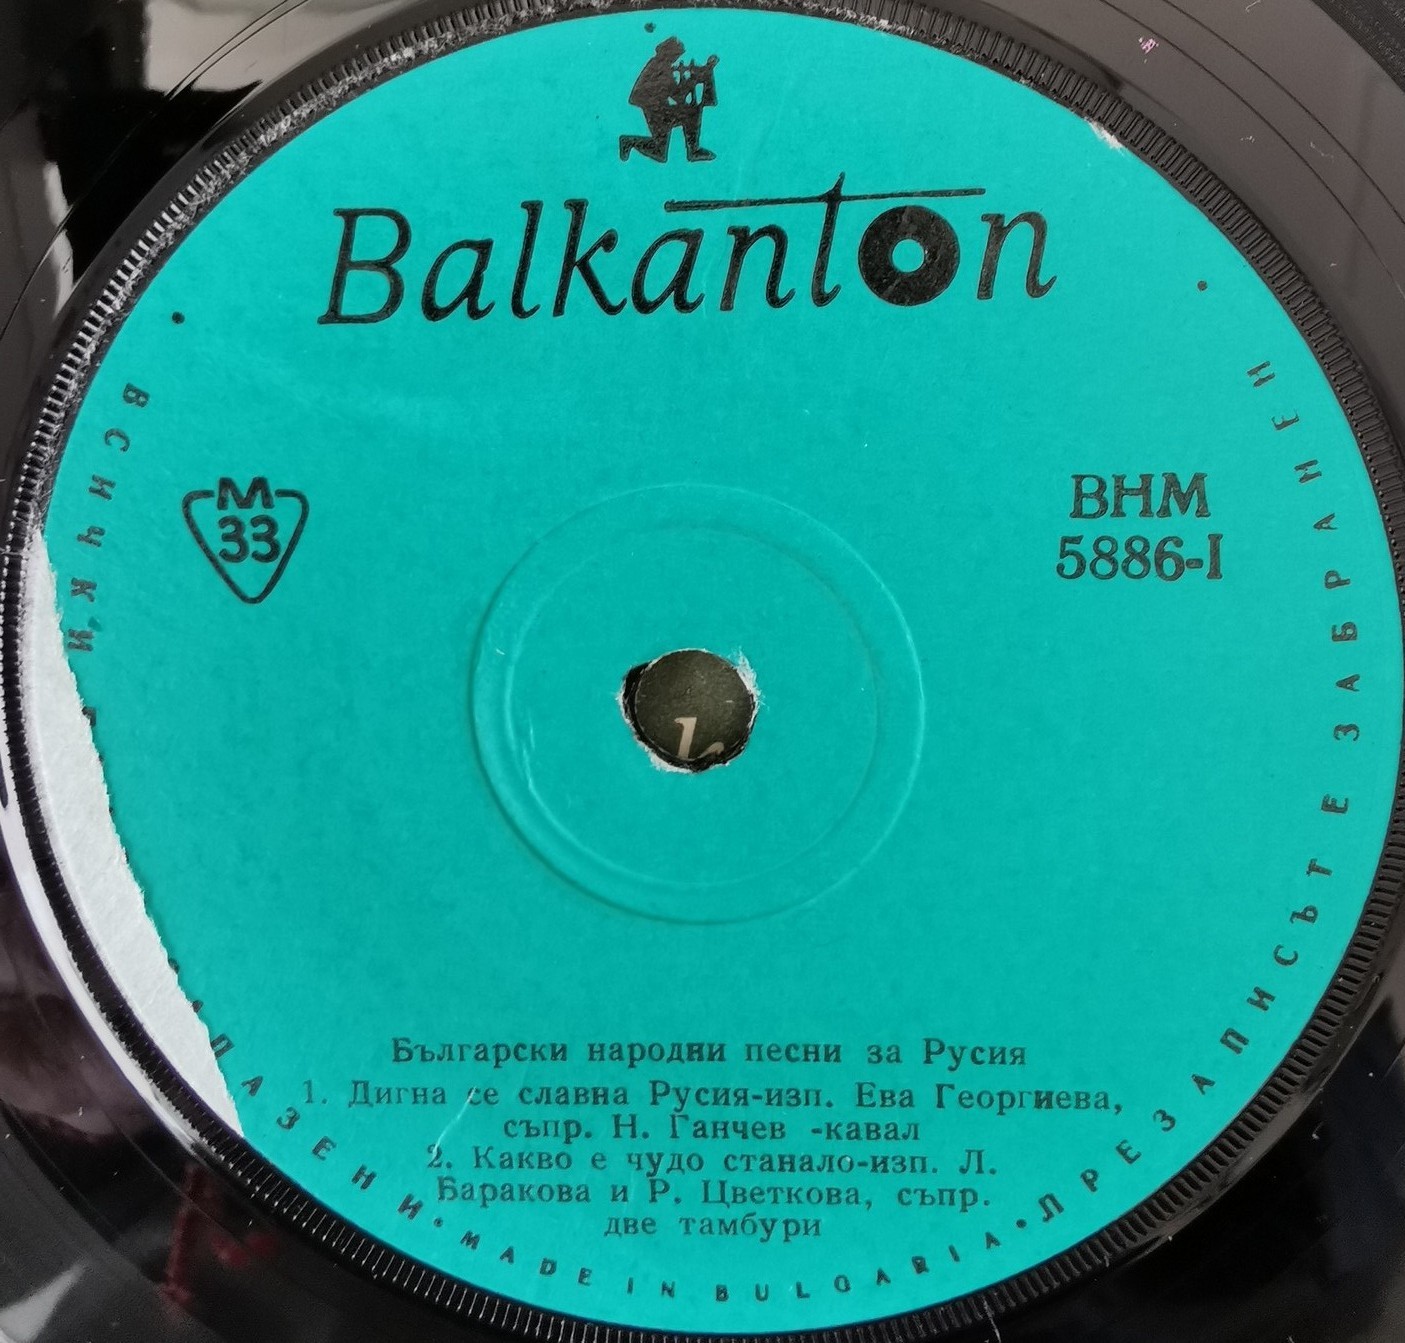 Balkanton
M
33
ВНМ
5886-I
Български народни песни за Русия
1. Дигна се славна Русия-изп. Ева Георгиева,
съпр. Н. Ганчев -кавал
2. Какво е чудо станало-изп. Л.
Баракова и Р. Цветкова, съпр.
две тамбури
ВСИЧКИ
MADE IN BULGARIA
ПРЕЗАПИСЪТ Е ЗАБРАНЕН